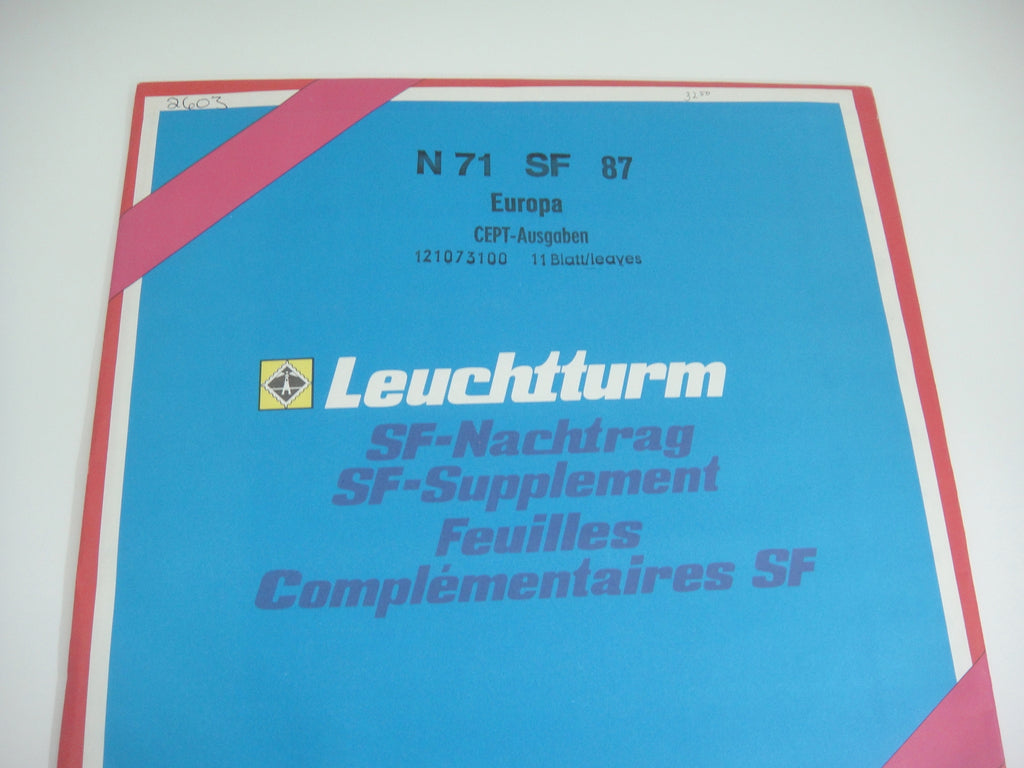 2603
32⁵⁰
N 71 SF 87
Europa
CEPT-Ausgaben
121073100 11 Blatt/leaves
Leuchtturm
SF-Nachtrag
SF-Supplement
Feuilles
Complémentaires SF